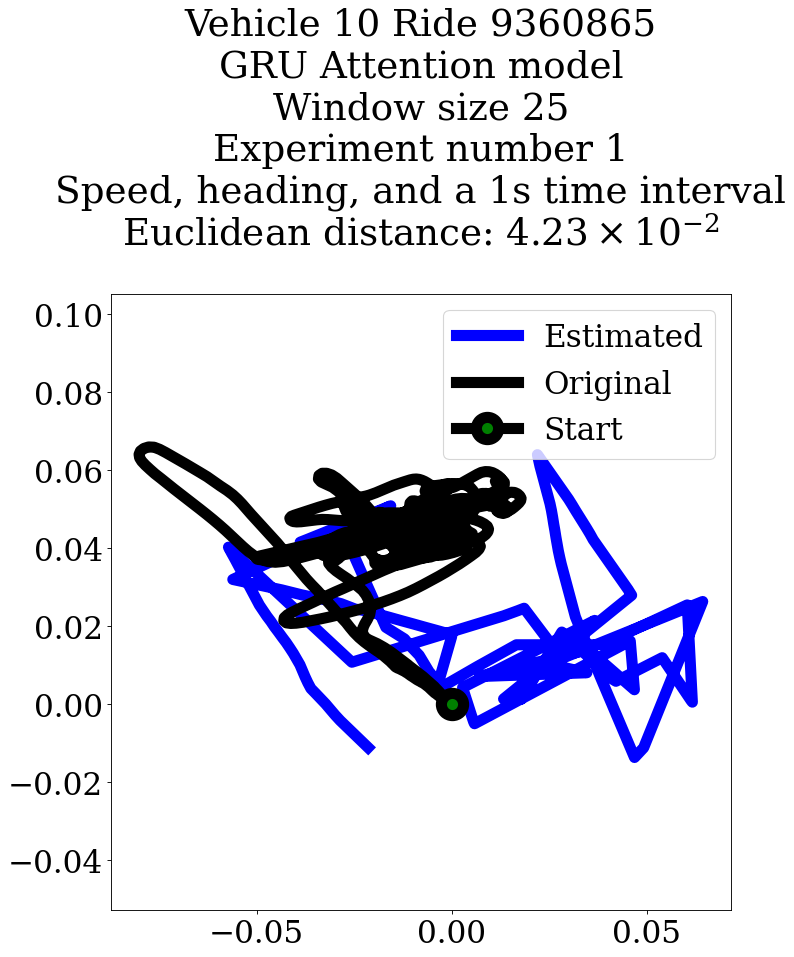 Vehicle 10 Ride 9360865
GRU Attention model
Window size 25
Experiment number 1
Speed, heading, and a 1s time interval
Euclidean distance: 4.23 × 10⁻²
Estimated
Original
Start
0.10
0.08
0.06
0.04
0.02
0.00
−0.02
−0.04
−0.05
0.00
0.05